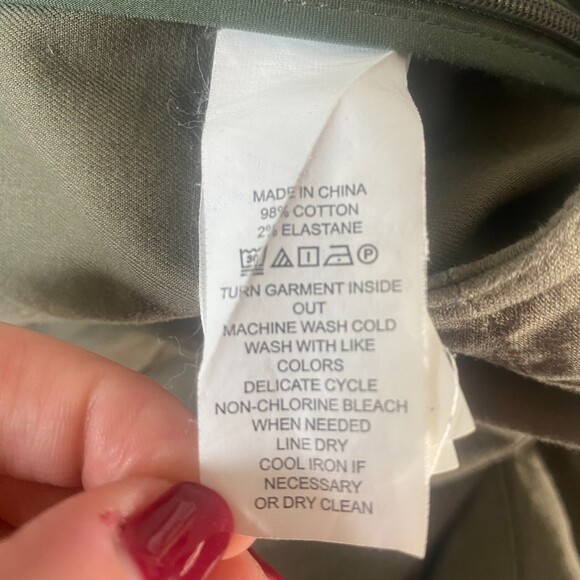 MADE IN CHINA
98% COTTON
2% ELASTANE
30 P
TURN GARMENT INSIDE
OUT
MACHINE WASH COLD
WASH WITH LIKE
COLORS
DELICATE CYCLE
NON-CHLORINE BLEACH
WHEN NEEDED
LINE DRY
COOL IRON IF
NECESSARY
OR DRY CLEAN